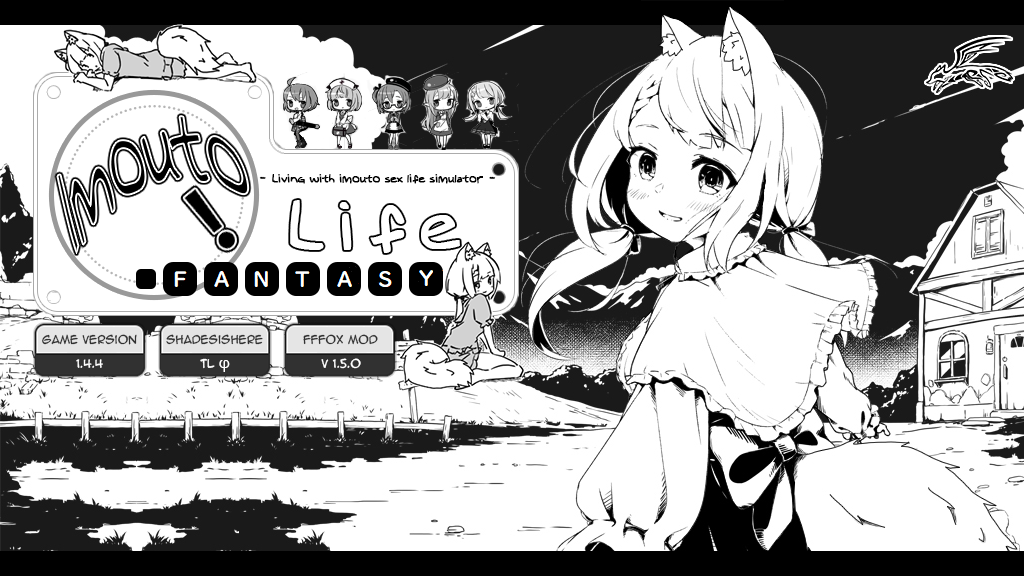 Imouto!
- Living with imouto sex life simulator -
Life
FANTASY
GAME VERSION
1.4.4
SHADESISHERE
TL φ
FFFOX MOD
V 1.5.0